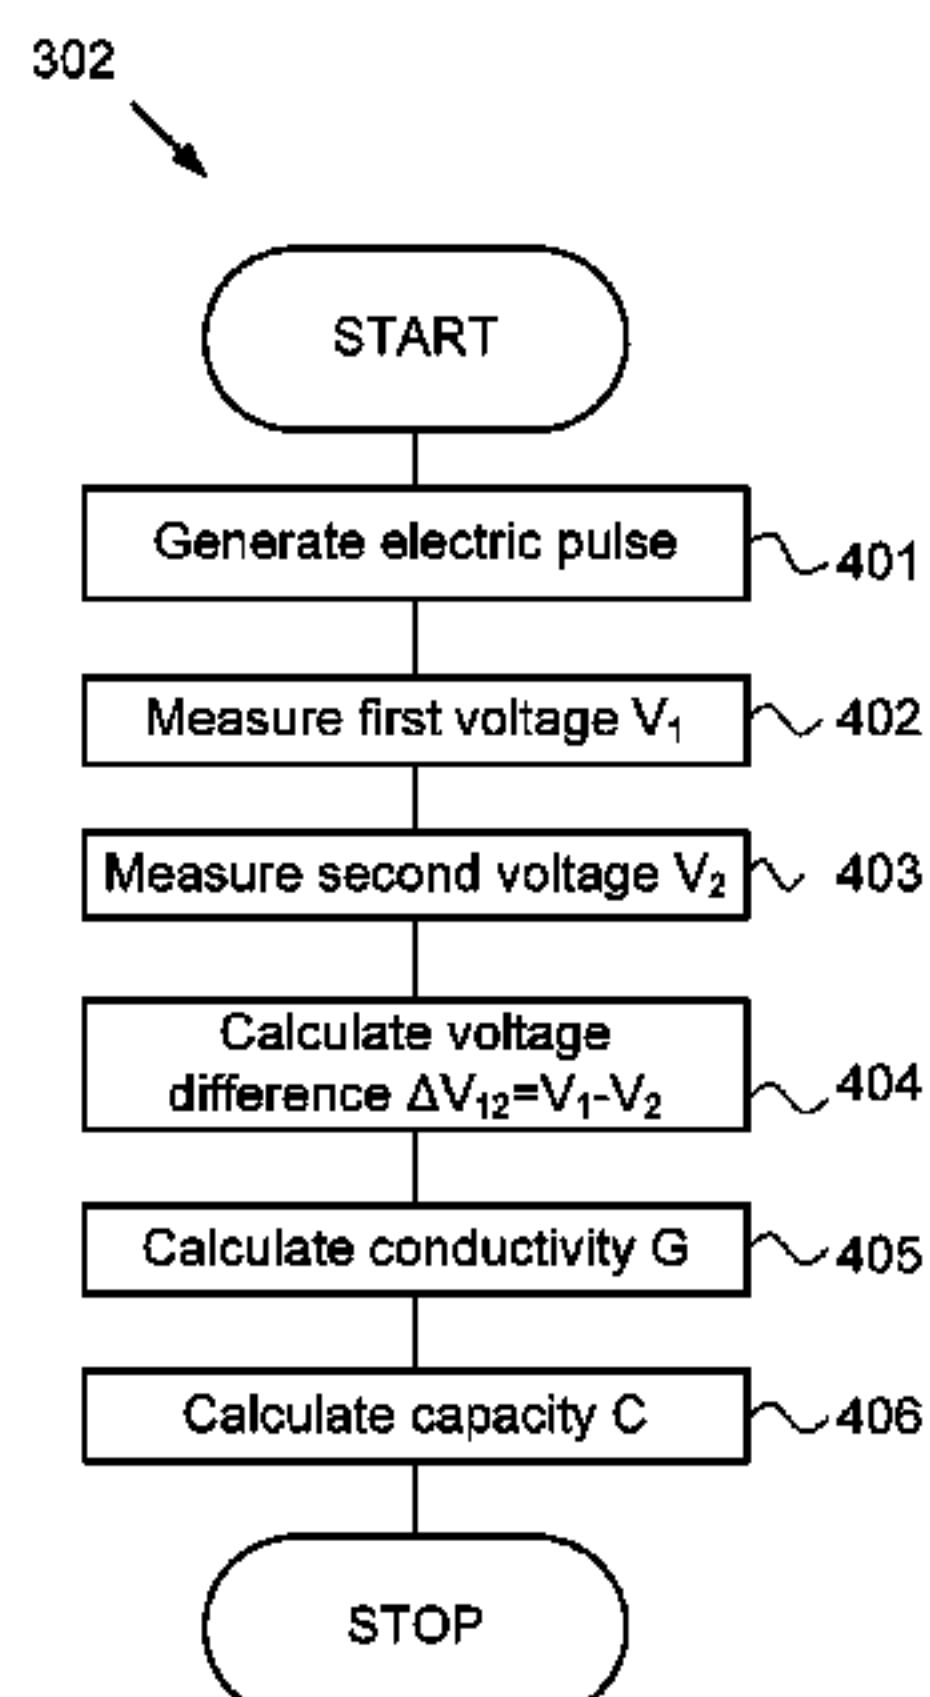 302
START
Generate electric pulse
401
Measure first voltage V₁
402
Measure second voltage V₂
403
Calculate voltage
difference ΔV₁₂=V₁-V₂
404
Calculate conductivity G
405
Calculate capacity C
406
STOP